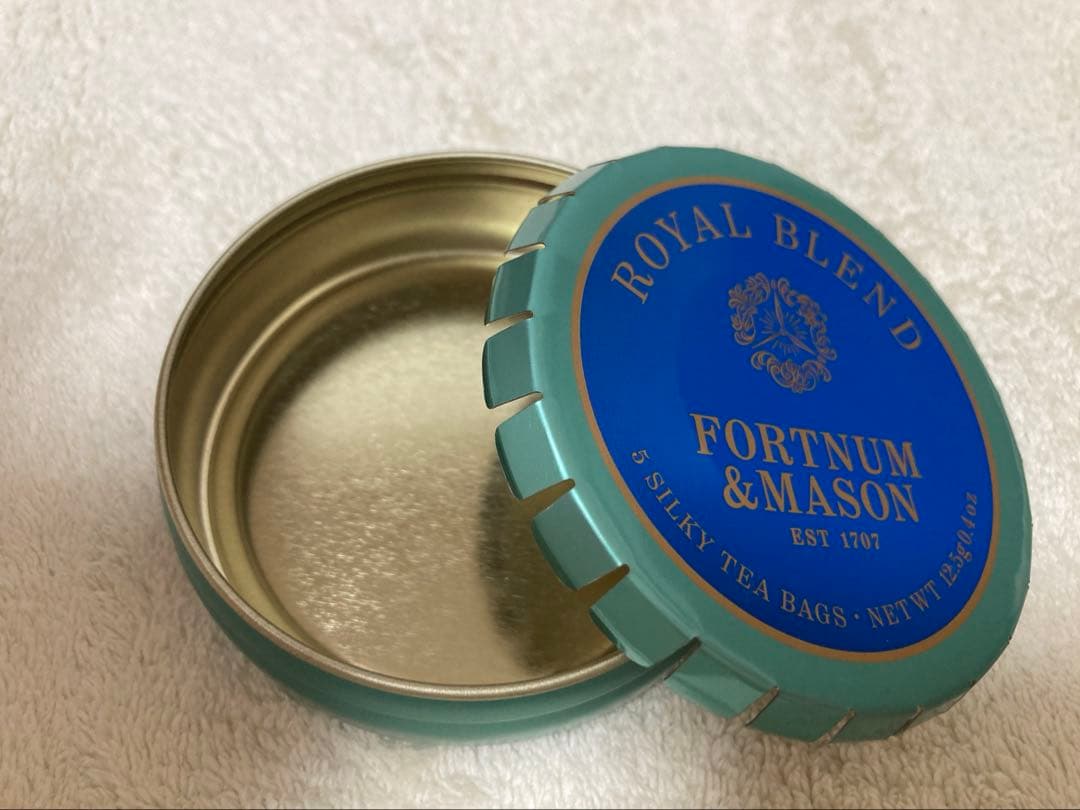 ROYAL BLEND
FORTNUM
&MASON
EST 1707
5 SILKY TEA BAGS · NET WT 12.5g 0.4 oz